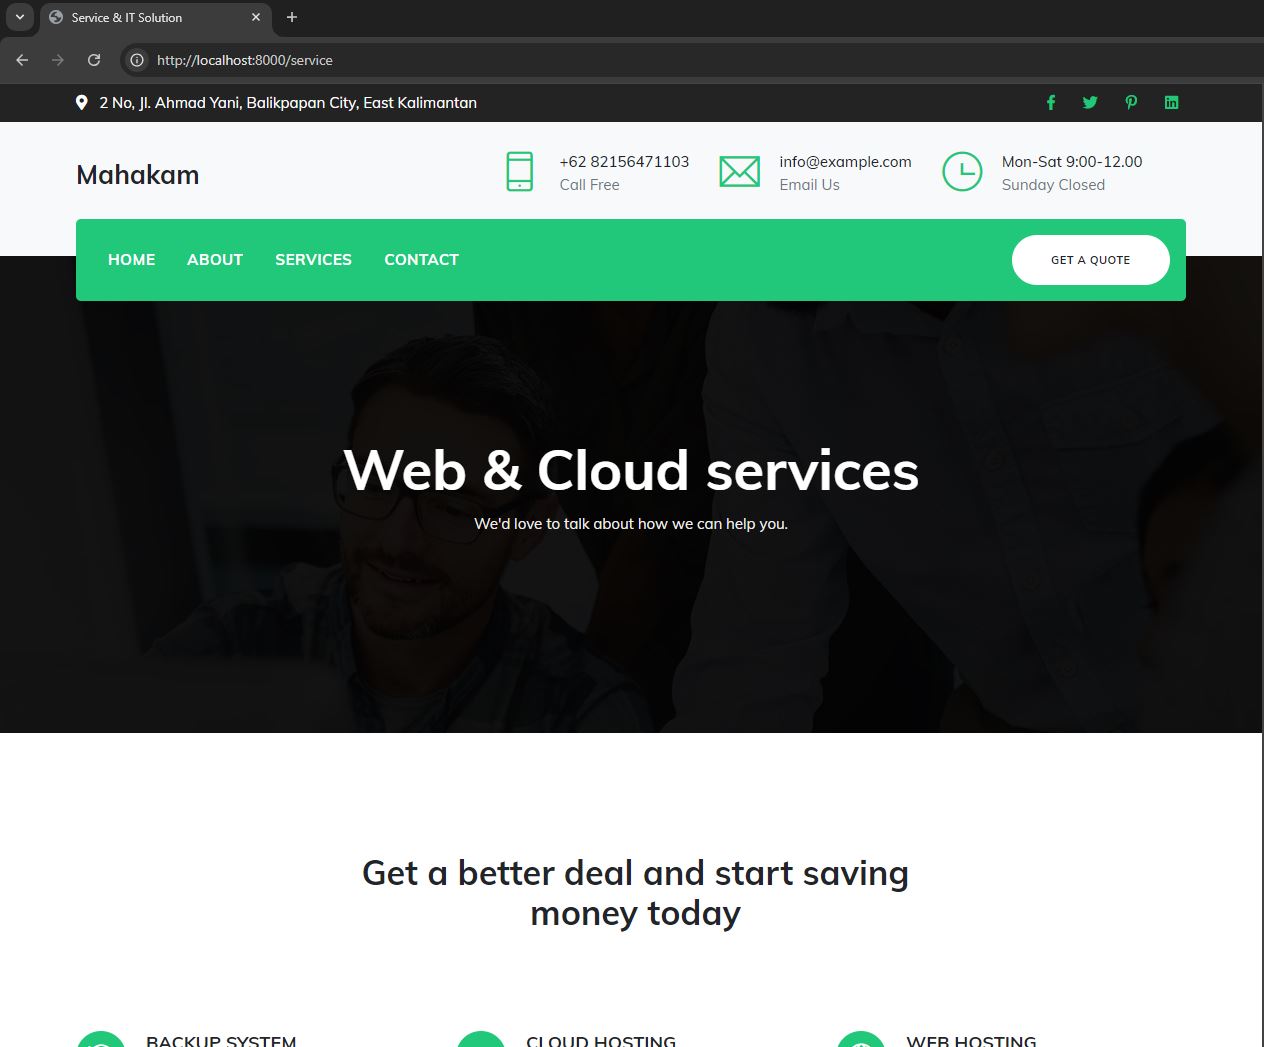 Service & IT Solution
http://localhost:8000/service
2 No, Jl. Ahmad Yani, Balikpapan City, East Kalimantan
Mahakam
+62 82156471103
Call Free
info@example.com
Email Us
Mon-Sat 9:00-12.00
Sunday Closed
HOME ABOUT SERVICES CONTACT GET A QUOTE
Web & Cloud services
We'd love to talk about how we can help you.
Get a better deal and start saving
money today
BACKUP SYSTEM CLOUD HOSTING WEB HOSTING